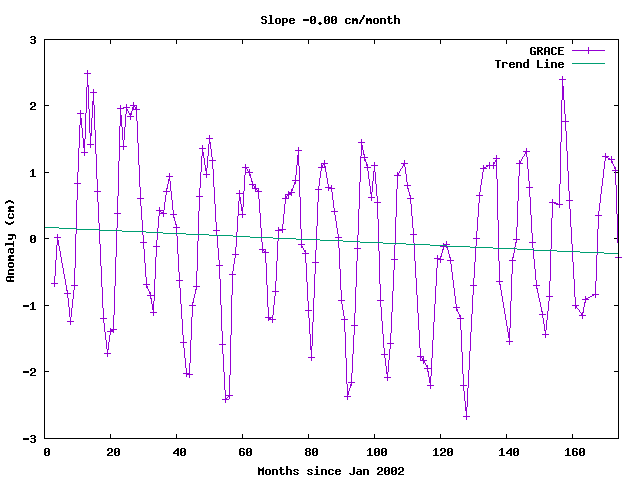 Slope -0.00 cm/month
GRACE
Trend Line
3
2
1
0
-1
-2
-3
Anomaly (cm)
0 20 40 60 80 100 120 140 160
Months since Jan 2002